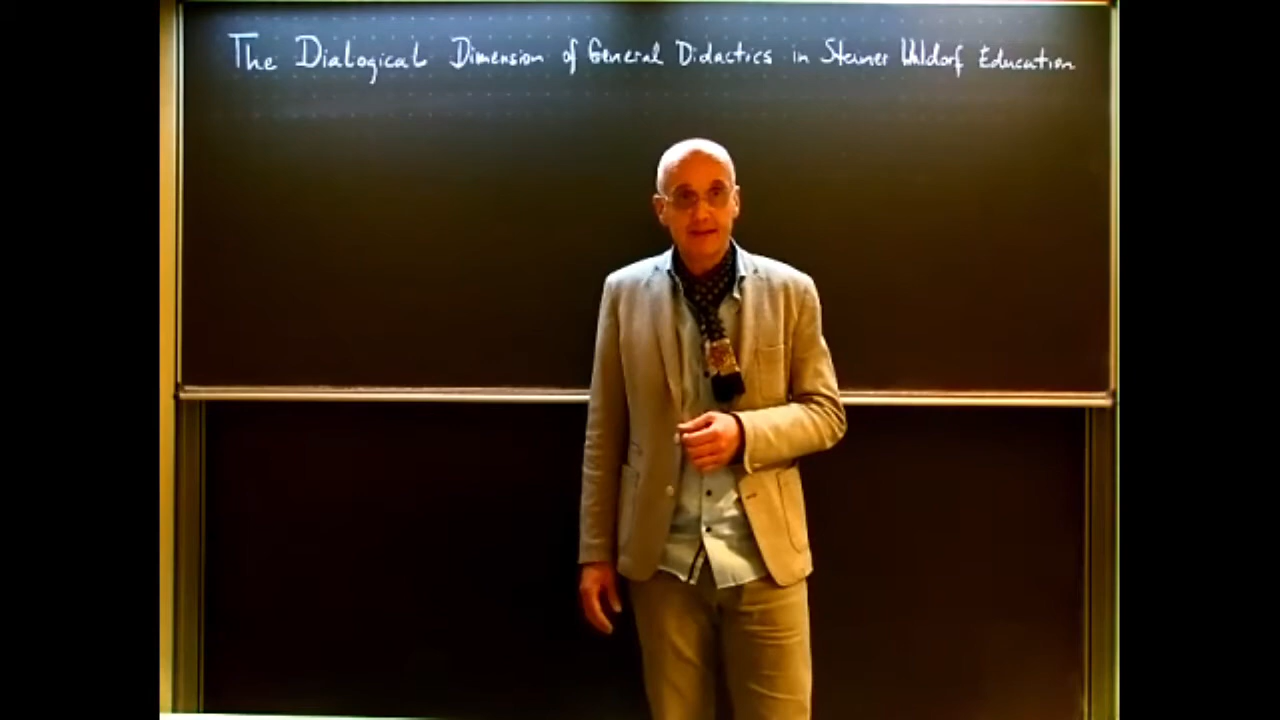 The Dialogical Dimension of General Didactics in Steiner Waldorf Education